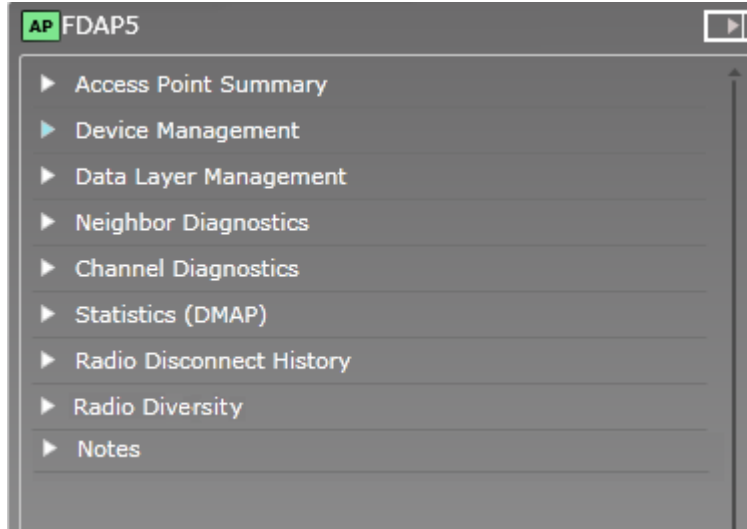 AP FDAP5
Access Point Summary
Device Management
Data Layer Management
Neighbor Diagnostics
Channel Diagnostics
Statistics (DMAP)
Radio Disconnect History
Radio Diversity
Notes